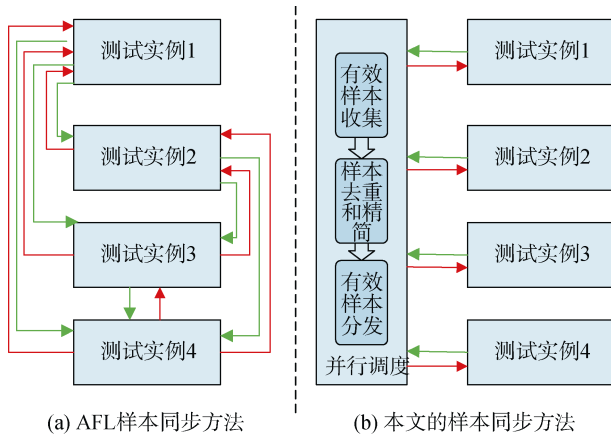 测试实例1
测试实例2
测试实例3
测试实例4
(a) AFL样本同步方法
有效
样本
收集
样本
去重
和精
简
有效
样本
分发
并行调度
测试实例1
测试实例2
测试实例3
测试实例4
(b) 本文的样本同步方法